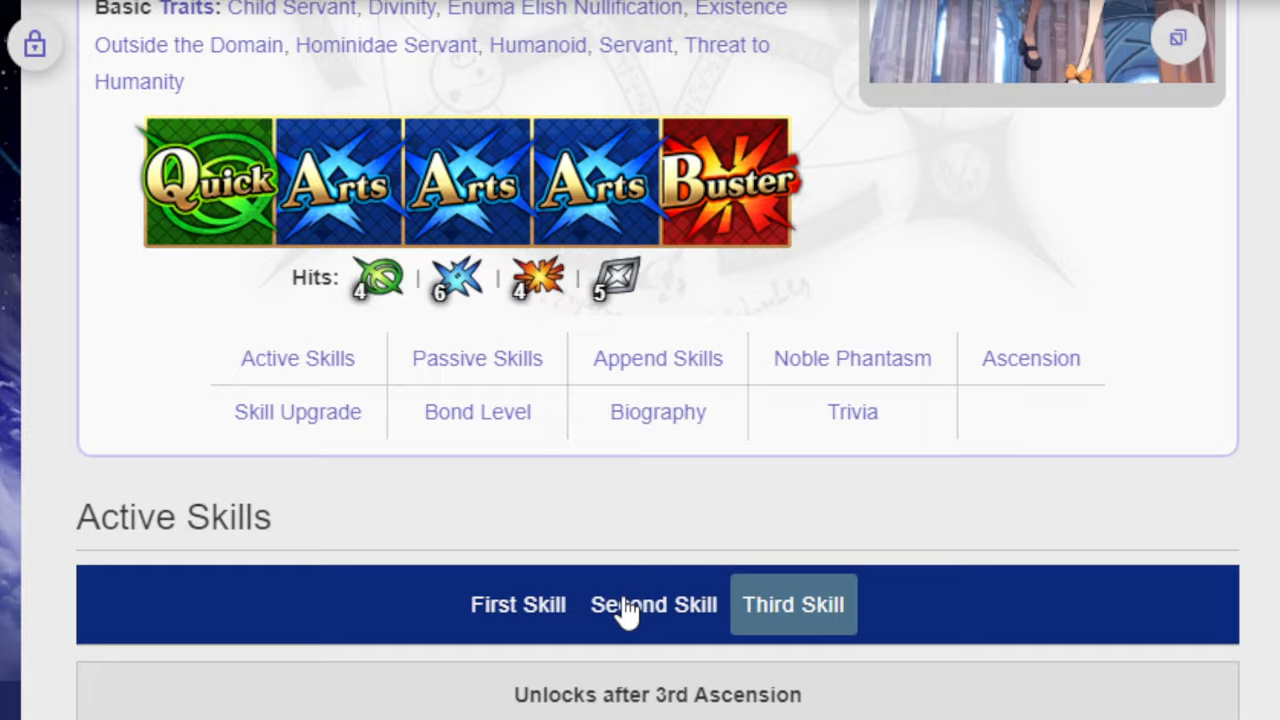 Basic Traits: Child Servant, Divinity, Enuma Elish Nullification, Existence
Outside the Domain, Hominidae Servant, Humanoid, Servant, Threat to
Humanity
Quick Arts Arts Arts Buster
Hits: 4 | 6 | 4 | 5
Active Skills Passive Skills Append Skills Noble Phantasm Ascension
Skill Upgrade Bond Level Biography Trivia
Active Skills
First Skill Second Skill Third Skill
Unlocks after 3rd Ascension